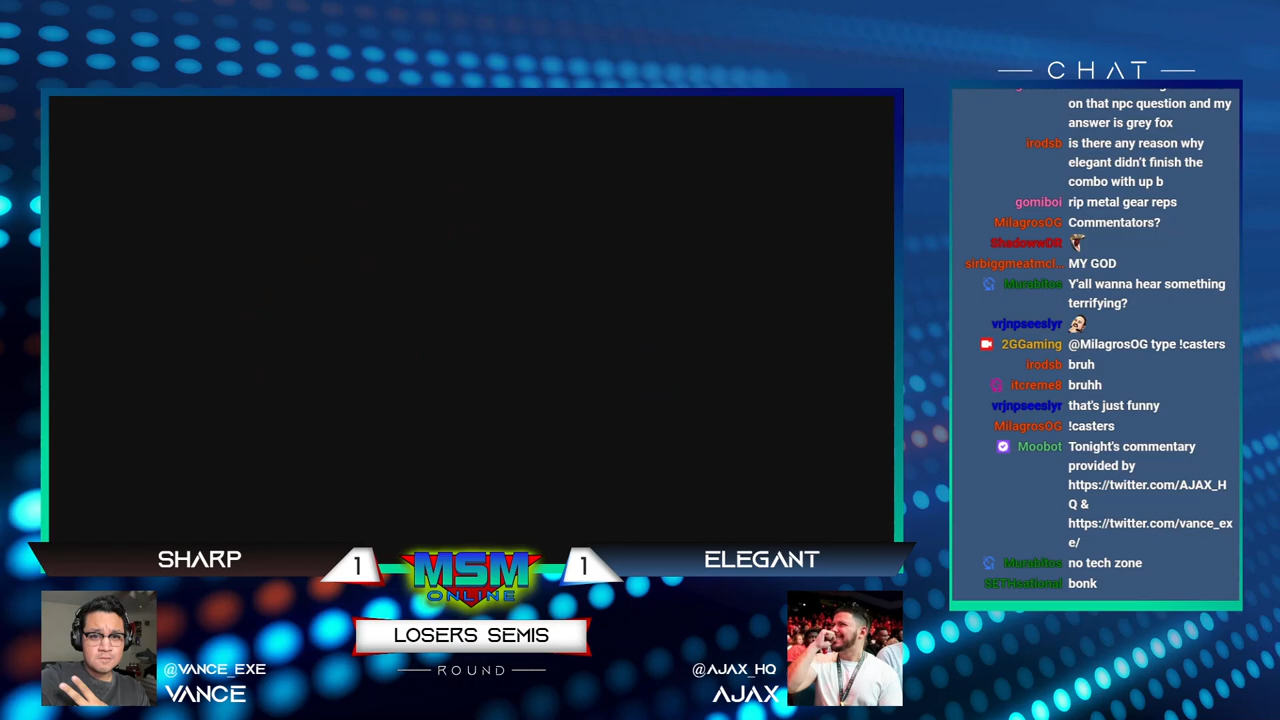 CHAT
on that npc question and my
answer is grey fox
irodsb is there any reason why
elegant didn't finish the
combo with up b
gomiboi rip metal gear reps
MilagrosOG Commentators?
ShadowwDR
sirbiggmeatmcl... MY GOD
Murabitos Y'all wanna hear something
terrifying?
vrjnpseeslyr
2GGaming @MilagrosOG type !casters
irodsb bruh
itcreme8 bruhh
vrjnpseeslyr that's just funny
MilagrosOG !casters
Moobot Tonight's commentary
provided by
https://twitter.com/AJAX_H
Q &
https://twitter.com/vance_ex
e/
Murabitos no tech zone
SETHsational bonk
SHARP 1 MSM 1 ELEGANT
ONLINE
LOSERS SEMIS
ROUND
@VANCE_EXE
VANCE
@AJAX_HQ
AJAX